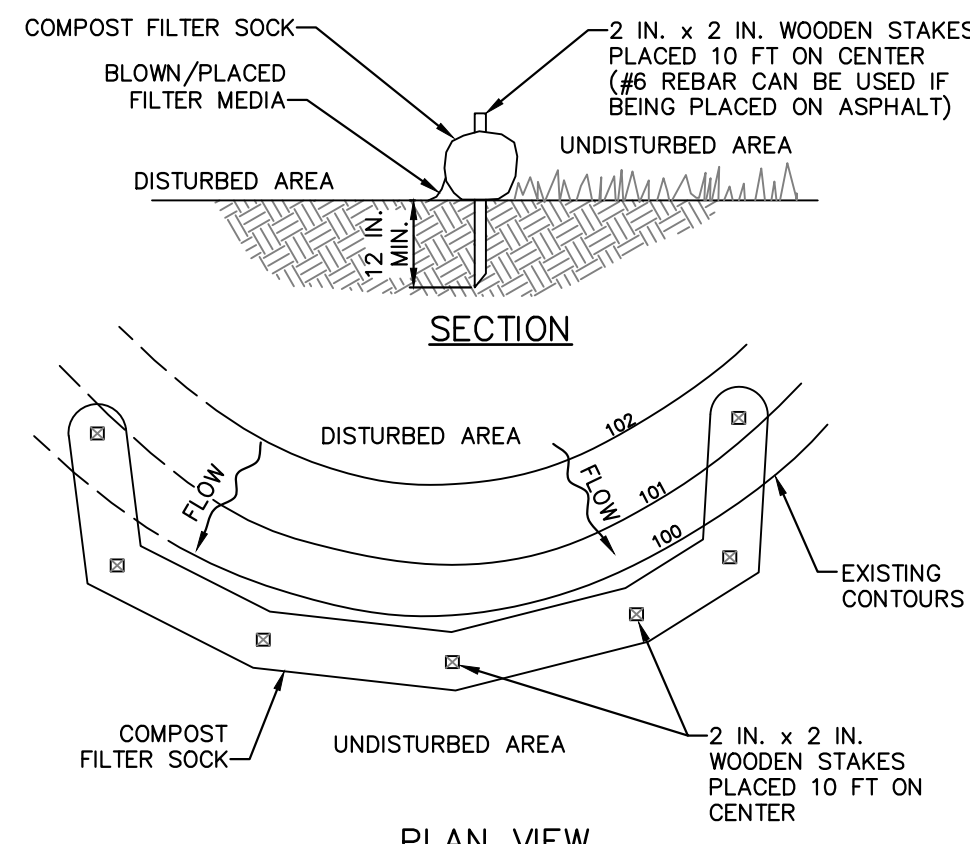 COMPOST FILTER SOCK
2 IN. x 2 IN. WOODEN STAKES
PLACED 10 FT ON CENTER
(#6 REBAR CAN BE USED IF
BEING PLACED ON ASPHALT)
BLOWN/PLACED
FILTER MEDIA
UNDISTURBED AREA
DISTURBED AREA
12 IN.
MIN.
SECTION
DISTURBED AREA
102
101
100
FLOW
FLOW
EXISTING
CONTOURS
COMPOST
FILTER SOCK
UNDISTURBED AREA
2 IN. x 2 IN.
WOODEN STAKES
PLACED 10 FT ON
CENTER
PLAN VIEW